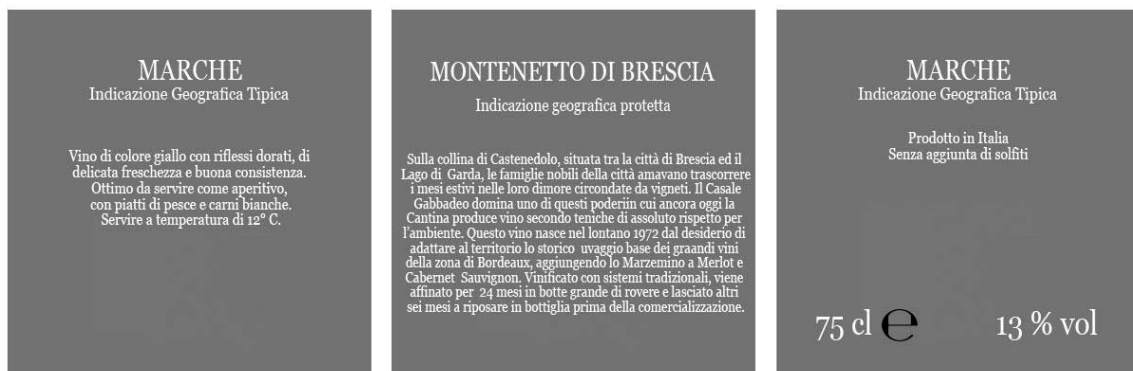 MARCHE
Indicazione Geografica Tipica
Vino di colore giallo con riflessi dorati, di
delicata freschezza e buona consistenza.
Ottimo da servire come aperitivo,
con piatti di pesce e carni bianche.
Servire a temperatura di 12° C.
MONTENETTO DI BRESCIA
Indicazione geografica protetta
Sulla collina di Castenedolo, situata tra la città di Brescia ed il
Lago di Garda, le famiglie nobili della città amavano trascorrere
i mesi estivi nelle loro dimore circondate da vigneti. Il Casale
Gabbadeo domina uno di questi poderiin cui ancora oggi la
Cantina produce vino secondo teniche di assoluto rispetto per
l'ambiente. Questo vino nasce nel lontano 1972 dal desiderio di
adattare al territorio lo storico uvaggio base dei graandi vini
della zona di Bordeaux, aggiungendo lo Marzemino a Merlot e
Cabernet Sauvignon. Vinificato con sistemi tradizionali, viene
affinato per 24 mesi in botte grande di rovere e lasciato altri
sei mesi a riposare in bottiglia prima della comercializzazione.
MARCHE
Indicazione Geografica Tipica
Prodotto in Italia
Senza aggiunta di solfiti
75 cl e 13 % vol